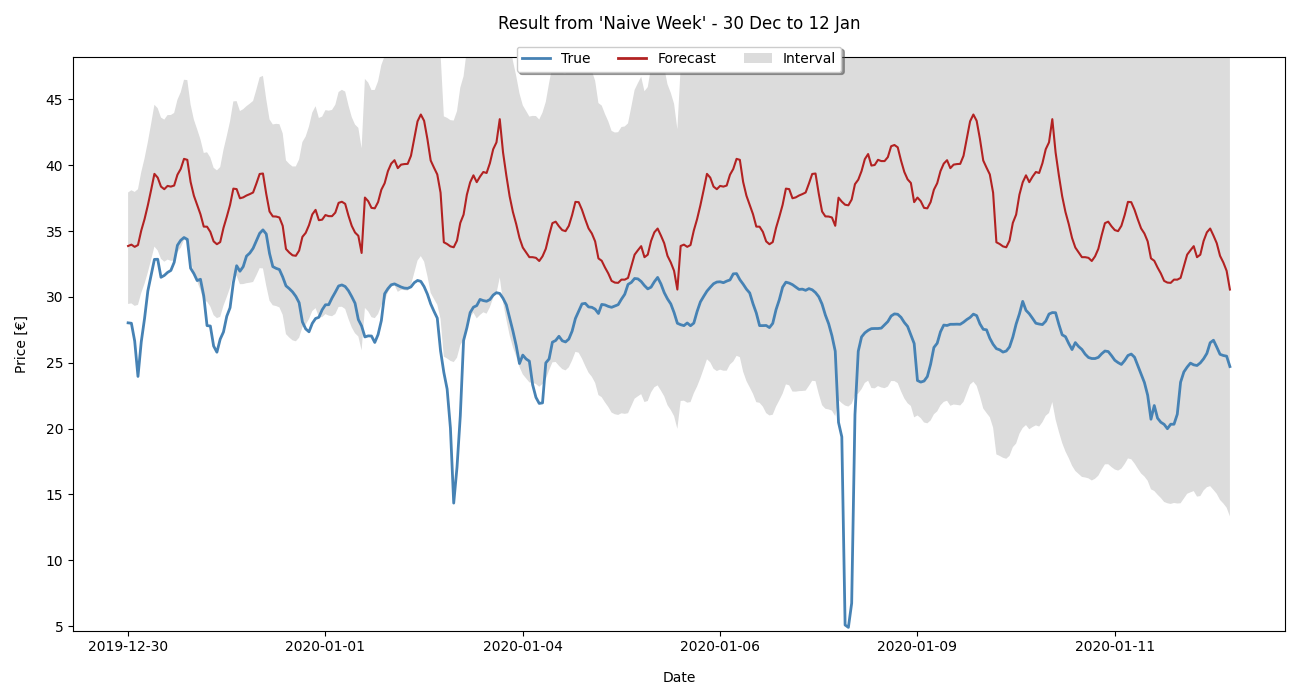 Result from 'Naive Week' - 30 Dec to 12 Jan
True
Forecast
Interval
Price [€]
45
40
35
30
25
20
15
10
5
2019-12-30
2020-01-01
2020-01-04
2020-01-06
2020-01-09
2020-01-11
Date